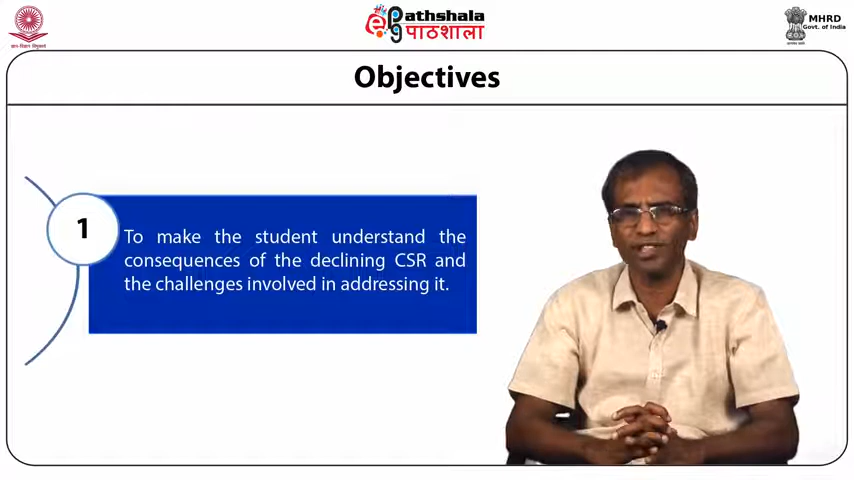 ePathshala
पाठशाला
MHRD
Govt. of India
Objectives
1
To make the student understand the
consequences of the declining CSR and
the challenges involved in addressing it.